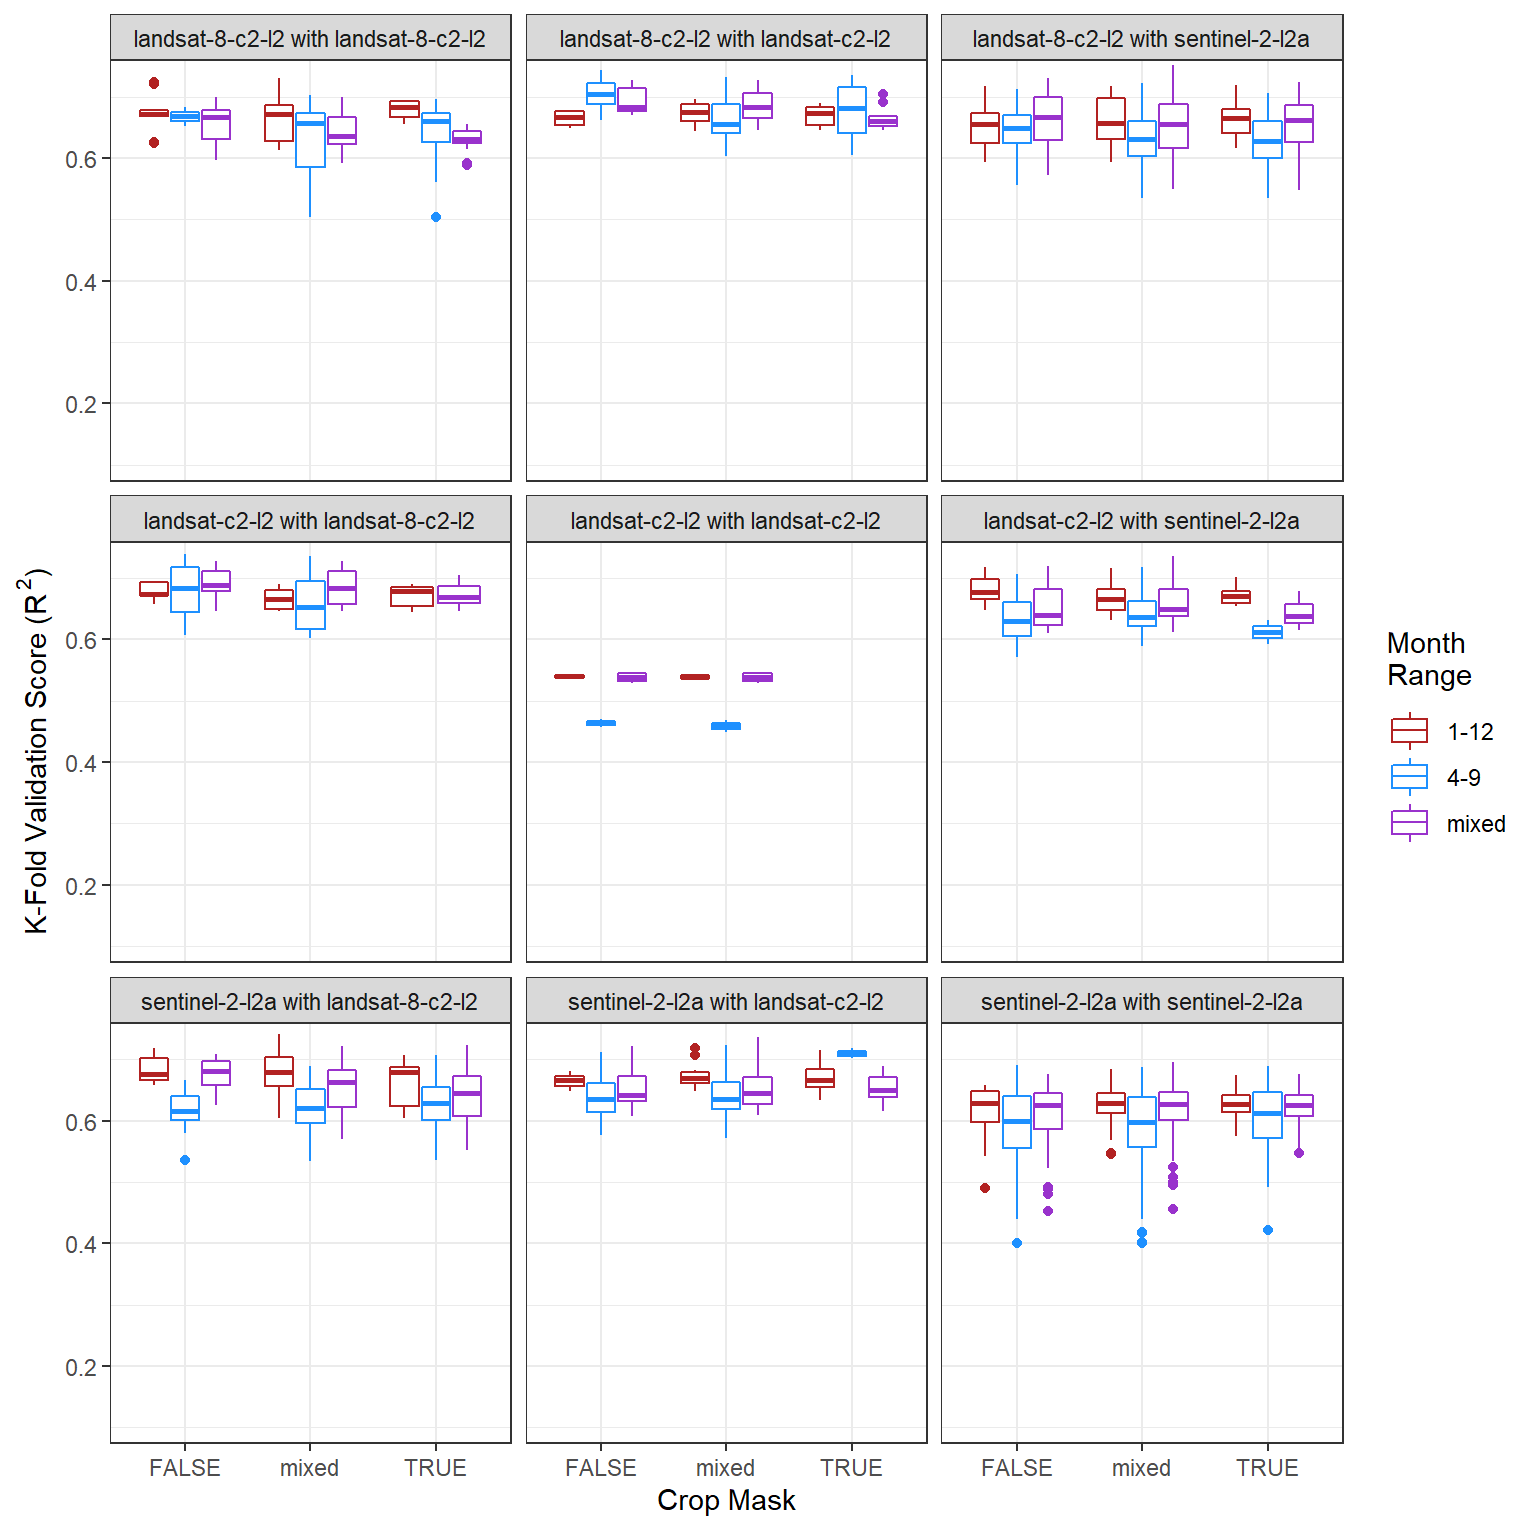 landsat-8-c2-l2 with landsat-8-c2-l2
landsat-8-c2-l2 with landsat-c2-l2
landsat-8-c2-l2 with sentinel-2-l2a
0.6
0.4
0.2
landsat-c2-l2 with landsat-8-c2-l2
landsat-c2-l2 with landsat-c2-l2
landsat-c2-l2 with sentinel-2-l2a
0.6
0.4
0.2
sentinel-2-l2a with landsat-8-c2-l2
sentinel-2-l2a with landsat-c2-l2
sentinel-2-l2a with sentinel-2-l2a
0.6
0.4
0.2
FALSE mixed TRUE
FALSE mixed TRUE
FALSE mixed TRUE
Crop Mask
K-Fold Validation Score (R²)
Month
Range
1-12
4-9
mixed